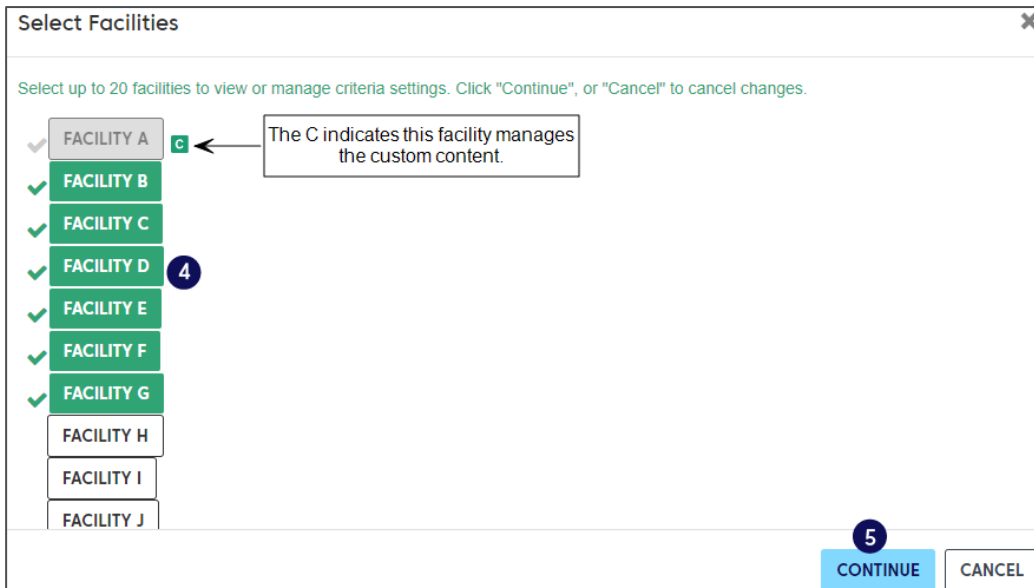 Select Facilities
Select up to 20 facilities to view or manage criteria settings. Click "Continue", or "Cancel" to cancel changes.
FACILITY A C
The C indicates this facility manages
the custom content.
FACILITY B
FACILITY C
FACILITY D 4
FACILITY E
FACILITY F
FACILITY G
FACILITY H
FACILITY I
FACILITY J
5
CONTINUE CANCEL